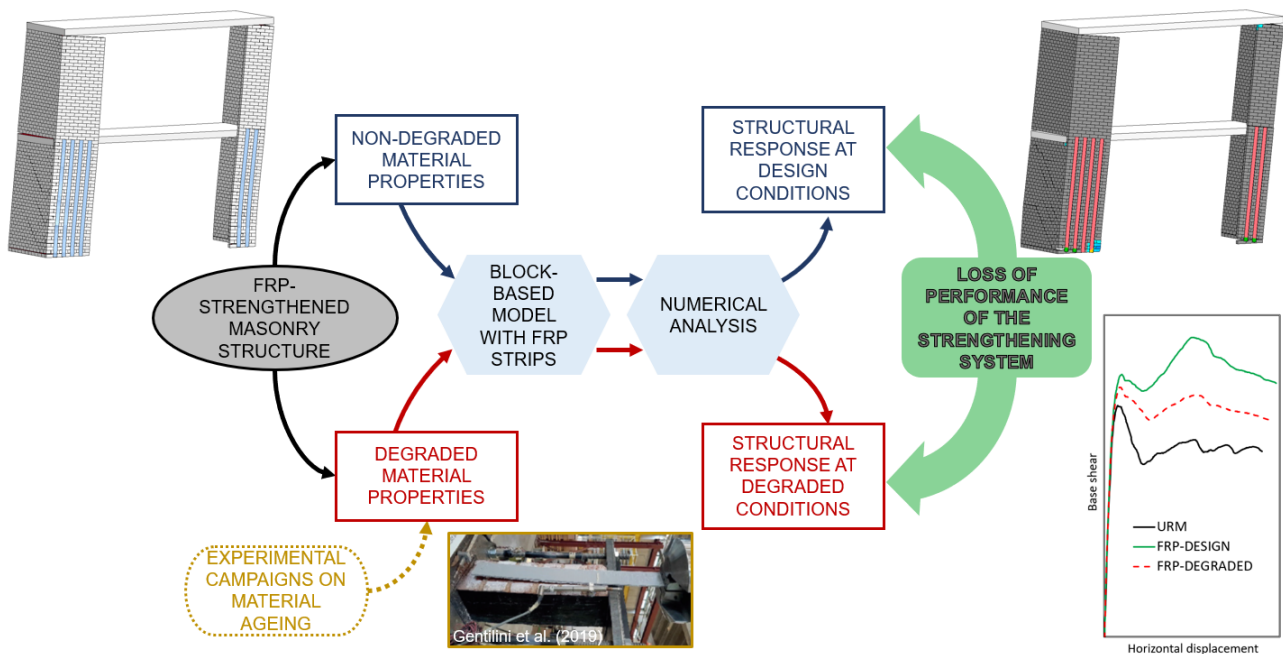 NON-DEGRADED
MATERIAL
PROPERTIES
STRUCTURAL
RESPONSE AT
DESIGN
CONDITIONS
FRP-
STRENGTHENED
MASONRY
STRUCTURE
BLOCK-
BASED
MODEL
WITH FRP
STRIPS
NUMERICAL
ANALYSIS
LOSS OF
PERFORMANCE
OF THE
STRENGTHENING
SYSTEM
DEGRADED
MATERIAL
PROPERTIES
STRUCTURAL
RESPONSE AT
DEGRADED
CONDITIONS
EXPERIMENTAL
CAMPAIGNS ON
MATERIAL
AGEING
Gentilini et al. (2019)
Base shear
URM
FRP-DESIGN
FRP-DEGRADED
Horizontal displacement